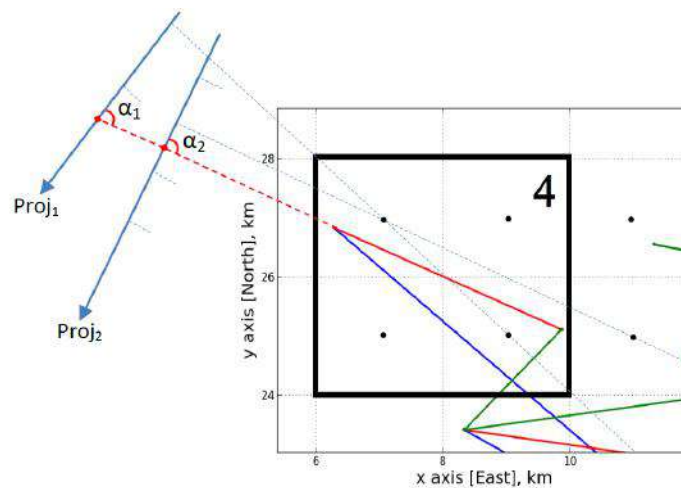 α₁
α₂
Proj₁
Proj₂
4
28
26
24
y axis [North], km
6
8
10
x axis [East], km